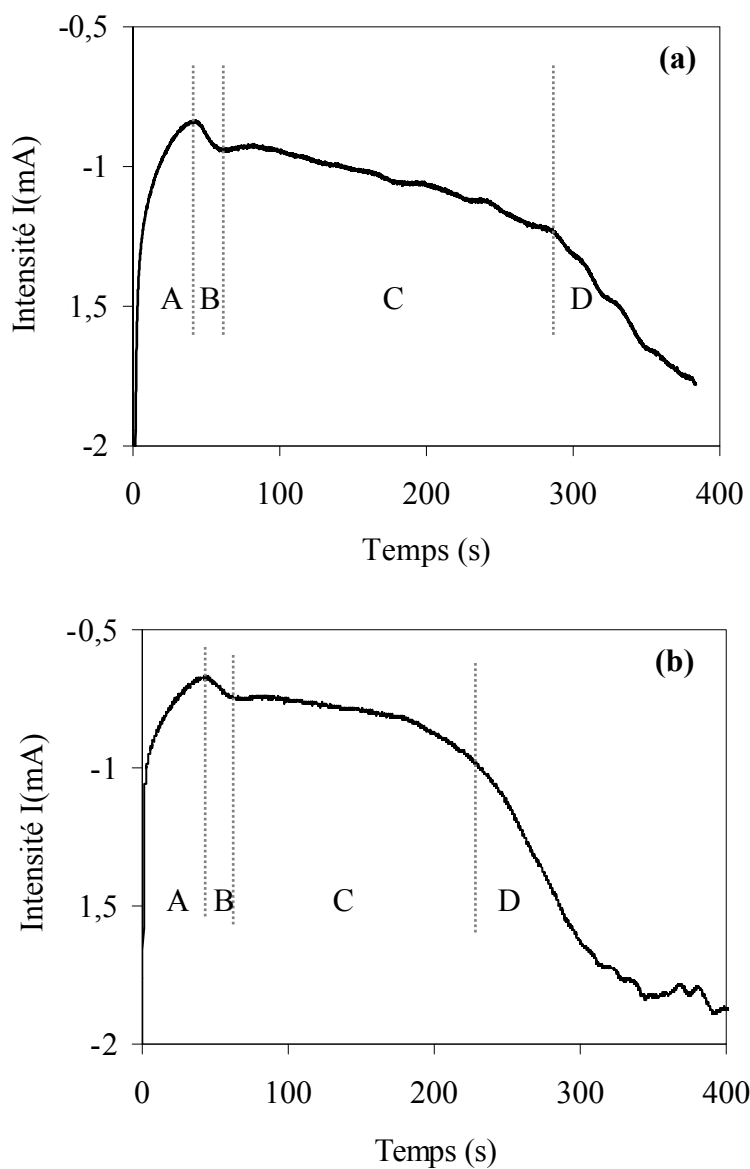 -0,5
(a)
-1
A B C D
1,5
-2
0 100 200 300 400
Intensité I(mA)
Temps (s)
-0,5
(b)
-1
A B C D
1,5
-2
0 100 200 300 400
Intensité I(mA)
Temps (s)